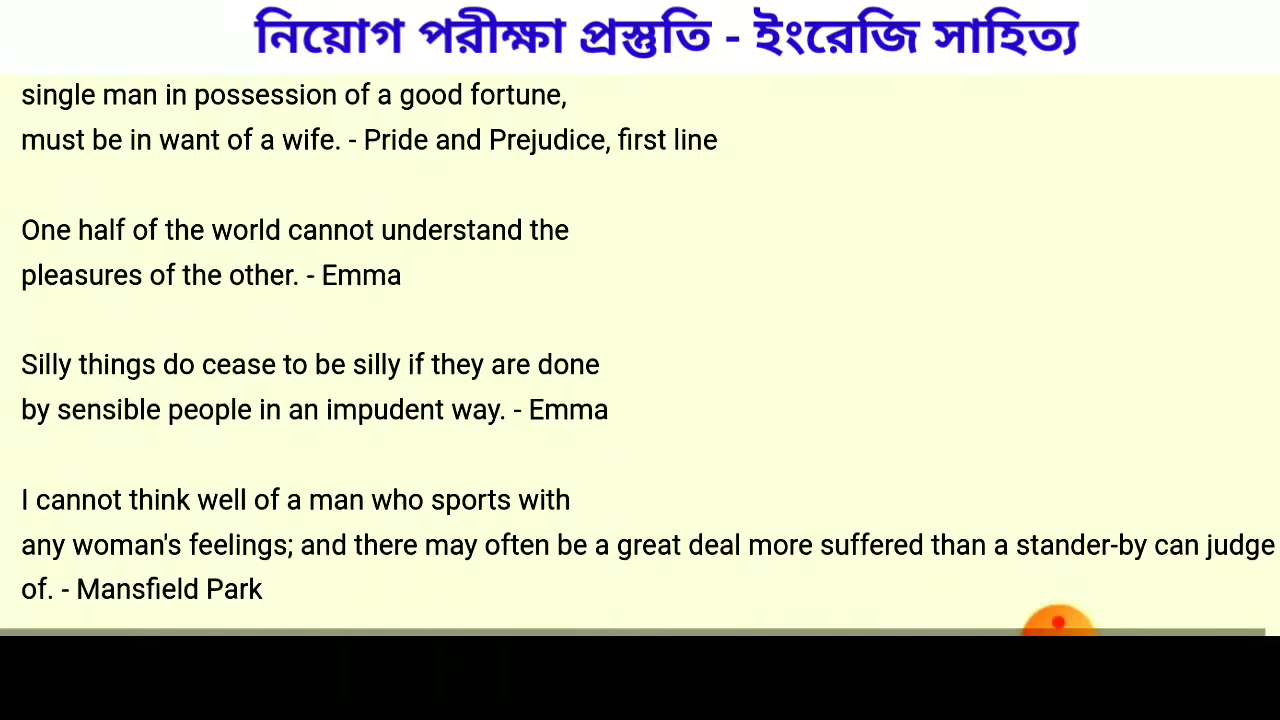 নিয়োগ পরীক্ষা প্রস্তুতি - ইংরেজি সাহিত্য
single man in possession of a good fortune,
must be in want of a wife. - Pride and Prejudice, first line
One half of the world cannot understand the
pleasures of the other. - Emma
Silly things do cease to be silly if they are done
by sensible people in an impudent way. - Emma
I cannot think well of a man who sports with
any woman's feelings; and there may often be a great deal more suffered than a stander-by can judge
of. - Mansfield Park